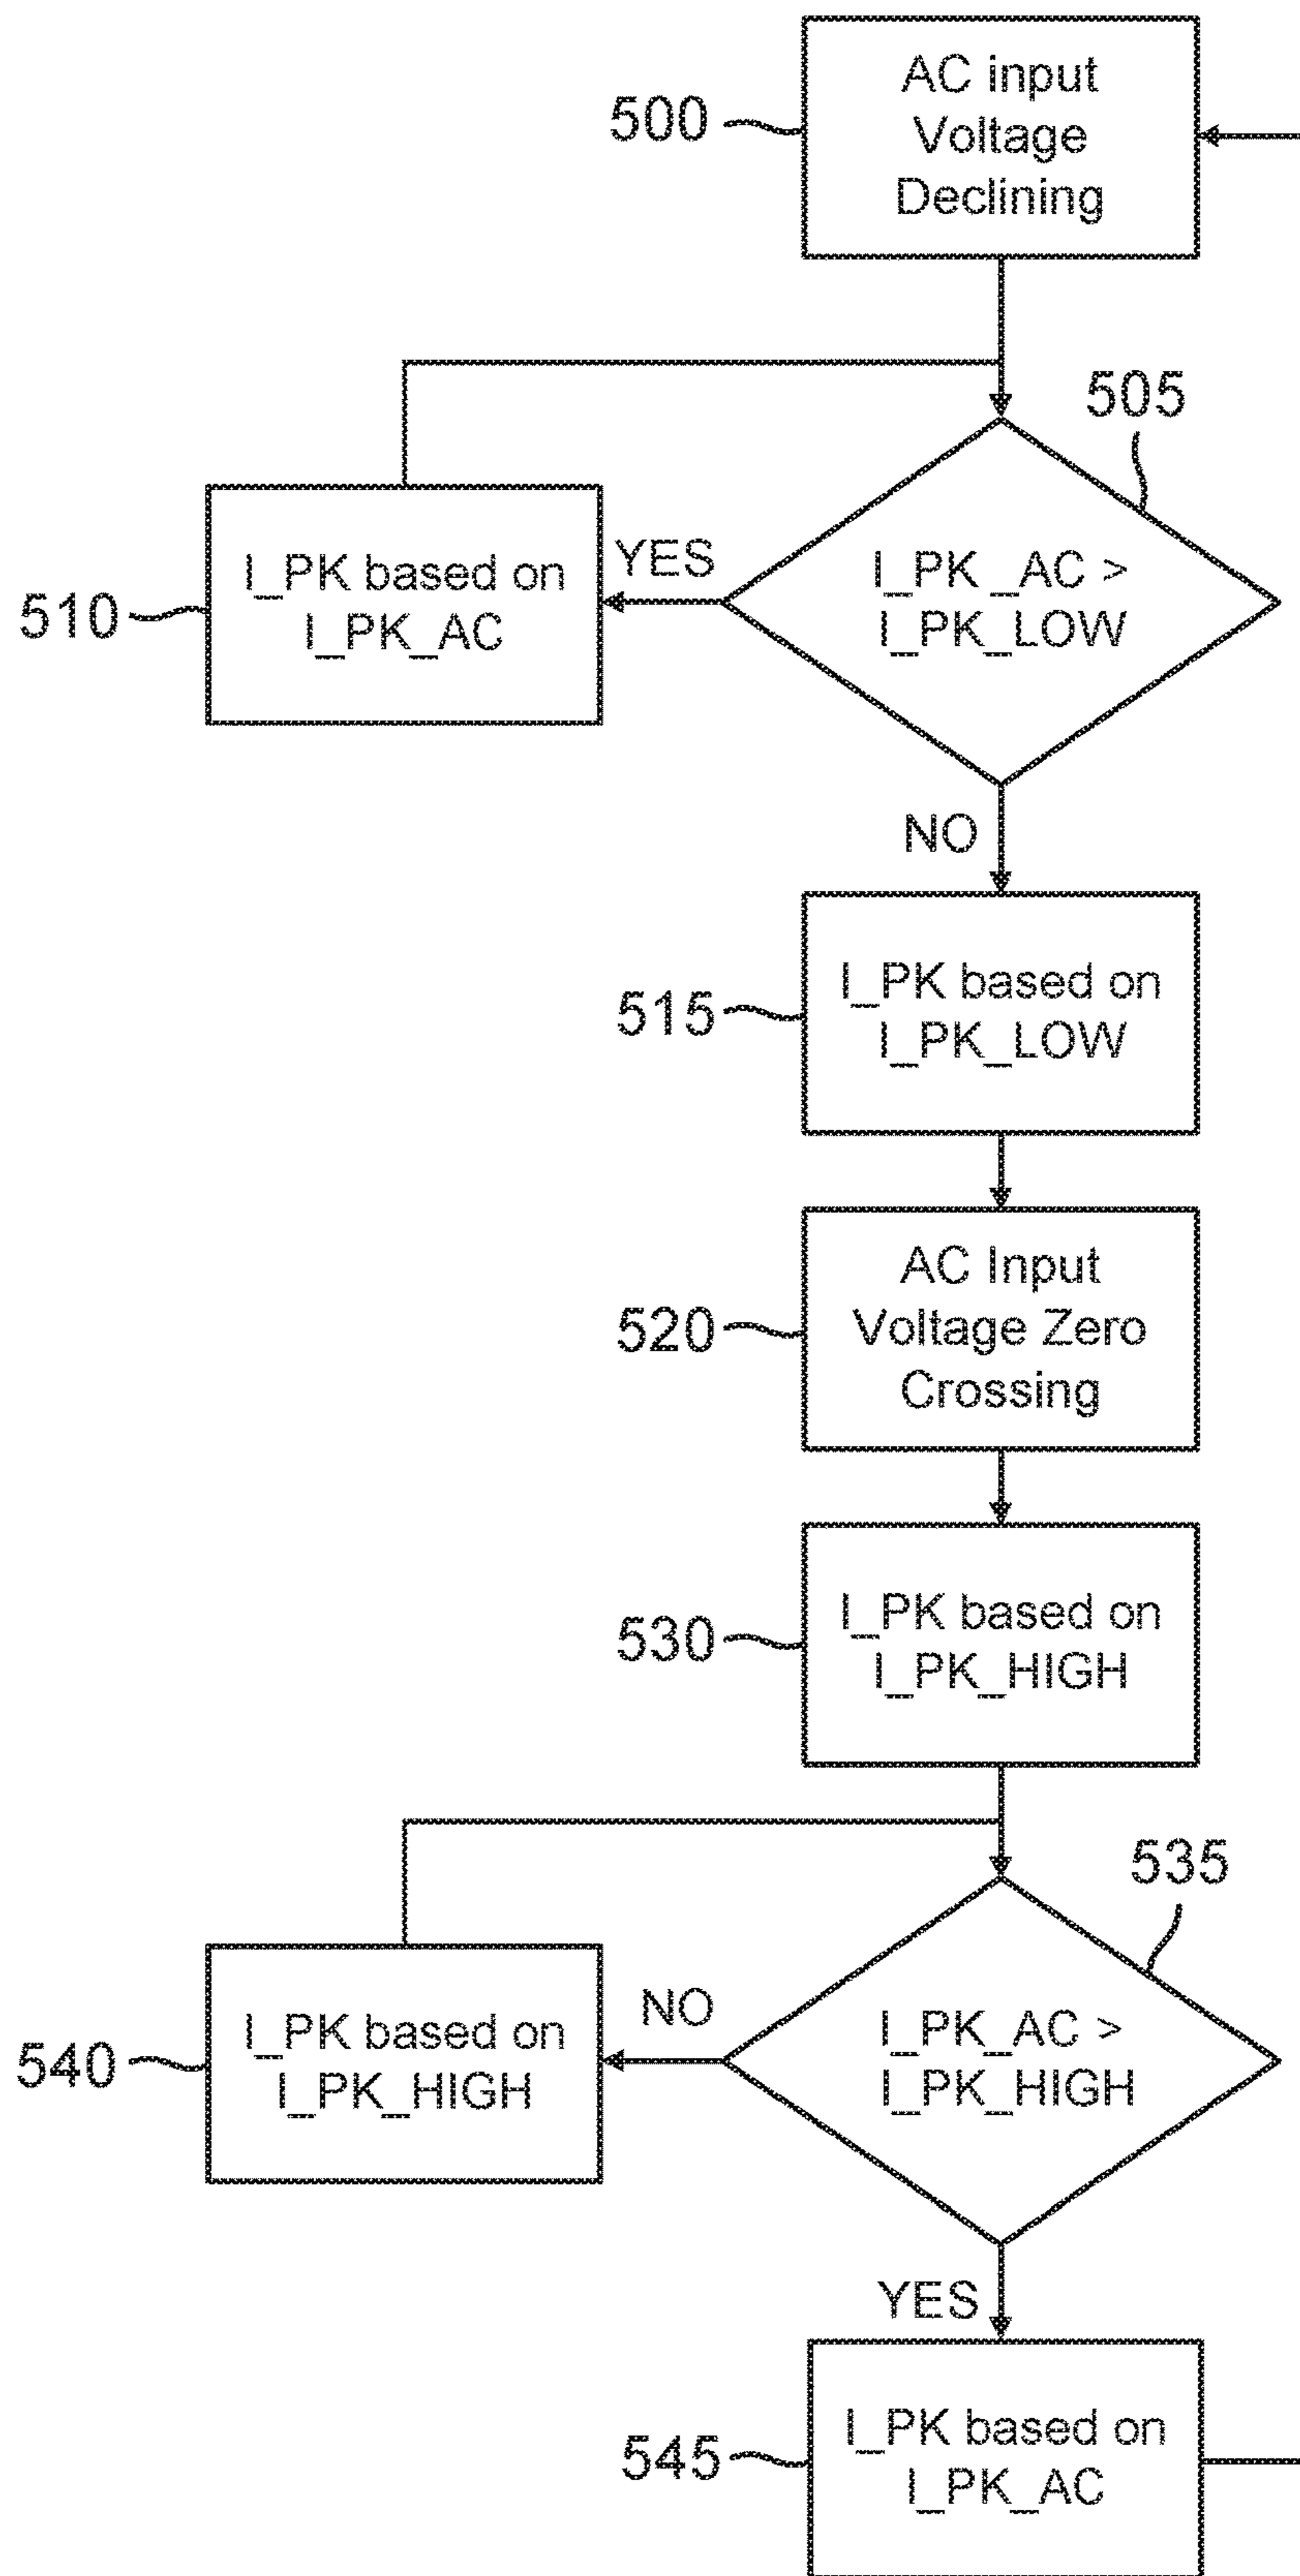 AC input
Voltage
Declining
500
505
I_PK _AC >
I_PK_LOW
YES
I_PK based on
I_PK_AC
510
NO
I_PK based on
I_PK_LOW
515
AC Input
Voltage Zero
Crossing
520
I_PK based on
I_PK_HIGH
530
535
I_PK_AC >
I_PK_HIGH
NO
I_PK based on
I_PK_HIGH
540
YES
I_PK based on
I_PK_AC
545